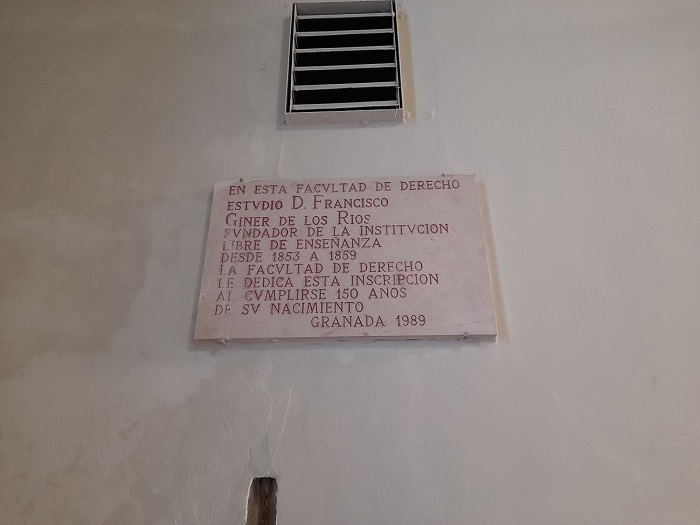 EN ESTA FACVLTAD DE DERECHO
ESTVDIO D. FRANCISCO
GINER DE LOS RIOS
FVNDADOR DE LA INSTITVCION
LIBRE DE ENSEÑANZA
DESDE 1853 A 1859
LA FACVLTAD DE DERECHO
LE DEDICA ESTA INSCRIPCION
AL CVMPLIRSE 150 AÑOS
DE SV NACIMIENTO
GRANADA 1989